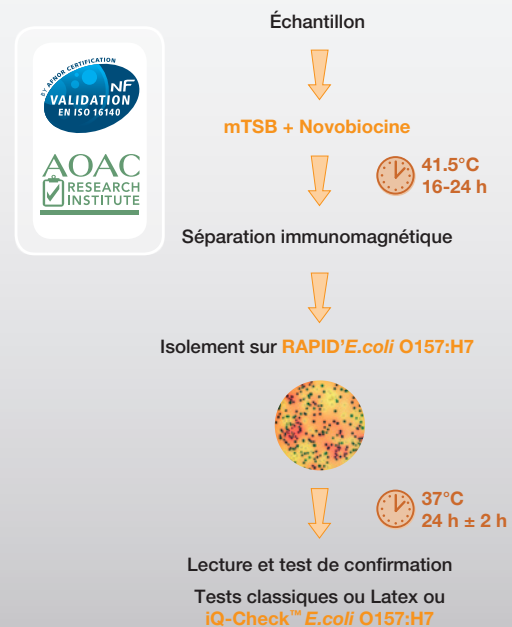 Échantillon
BY AFNOR CERTIFICATION
NF
VALIDATION
EN ISO 16140
mTSB + Novobiocine
AOAC
RESEARCH
INSTITUTE
41.5°C
16-24 h
Séparation immunomagnétique
Isolement sur RAPID'E.coli O157:H7
37°C
24 h ± 2 h
Lecture et test de confirmation
Tests classiques ou Latex ou
iQ-Check™ E.coli O157:H7